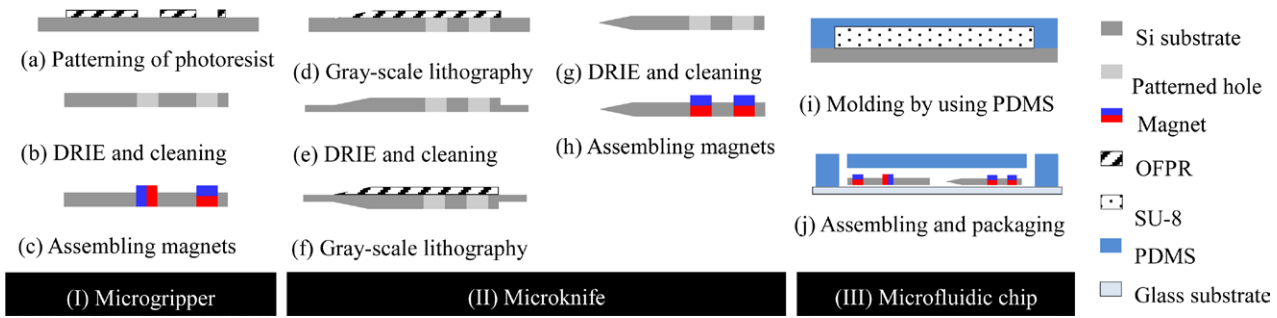 (a) Patterning of photoresist
(b) DRIE and cleaning
(c) Assembling magnets
(I) Microgripper
(d) Gray-scale lithography
(e) DRIE and cleaning
(f) Gray-scale lithography
(g) DRIE and cleaning
(h) Assembling magnets
(II) Microknife
(i) Molding by using PDMS
(j) Assembling and packaging
(III) Microfluidic chip
Si substrate
Patterned hole
Magnet
OFPR
SU-8
PDMS
Glass substrate